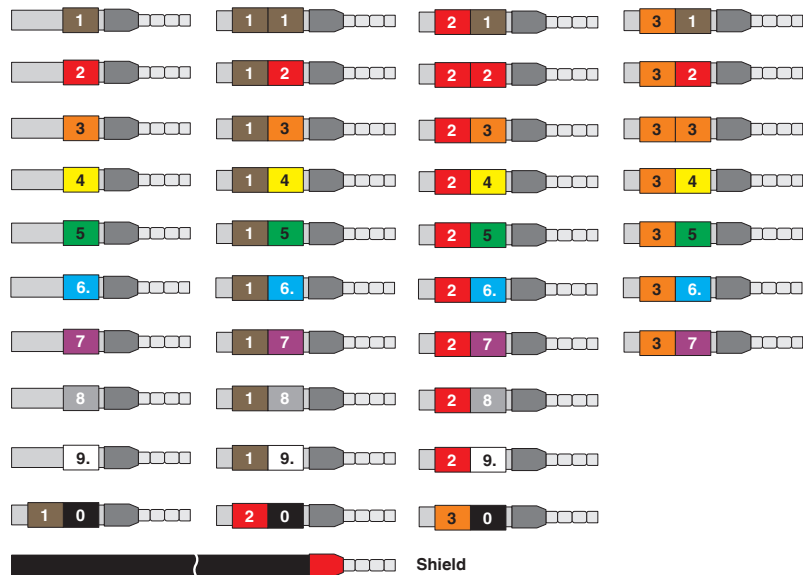 1 1 1 2 1 3 1
2 1 2 2 2 3 2
3 1 3 2 3 3 3
4 1 4 2 4 3 4
5 1 5 2 5 3 5
6. 1 6. 2 6. 3 6.
7 1 7 2 7 3 7
8 1 8 2 8
9. 1 9. 2 9.
1 0 2 0 3 0
Shield